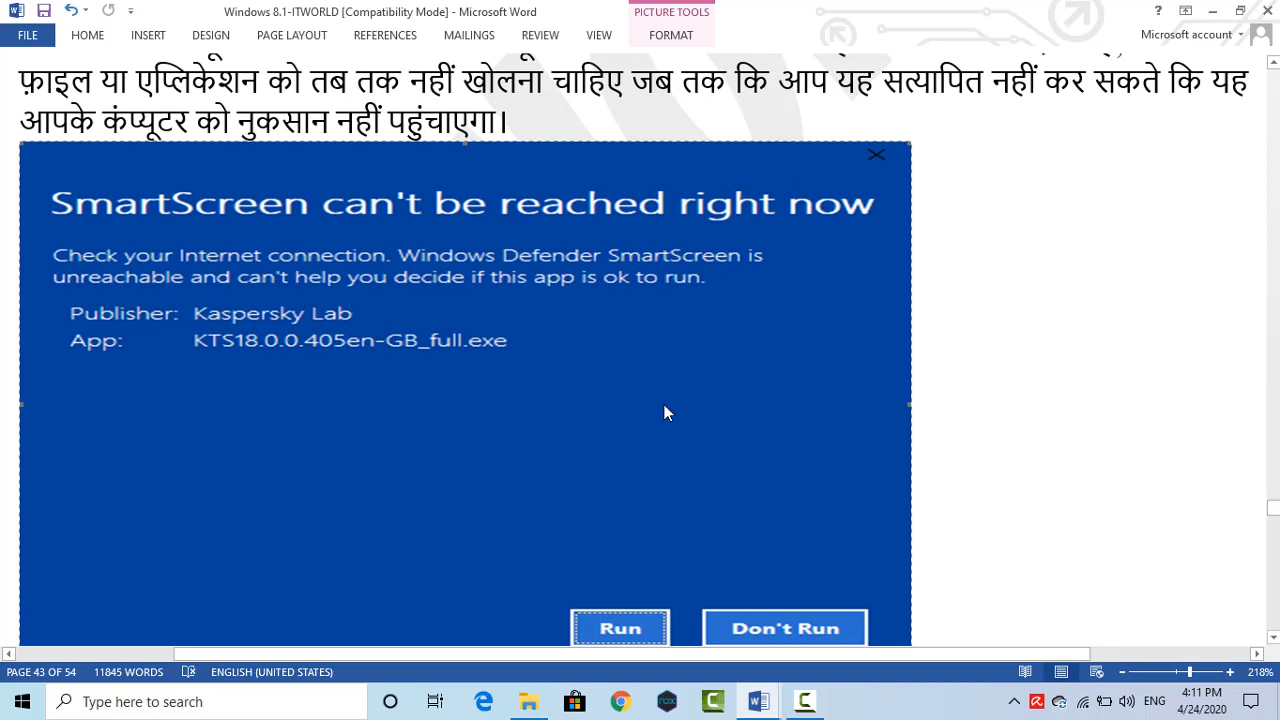 Windows 8.1-ITWORLD [Compatibility Mode] - Microsoft Word
PICTURE TOOLS
?
FILE
HOME
INSERT
DESIGN
PAGE LAYOUT
REFERENCES
MAILINGS
REVIEW
VIEW
FORMAT
Microsoft account
फ़ाइल या एप्लिकेशन को तब तक नहीं खोलना चाहिए जब तक कि आप यह सत्यापित नहीं कर सकते कि यह
आपके कंप्यूटर को नुकसान नहीं पहुंचाएगा।
SmartScreen can't be reached right now
Check your Internet connection. Windows Defender SmartScreen is
unreachable and can't help you decide if this app is ok to run.
Publisher: Kaspersky Lab
App: KTS18.0.0.405en-GB_full.exe
Run
Don't Run
PAGE 43 OF 54
11845 WORDS
ENGLISH (UNITED STATES)
218%
Type here to search
ENG
4:11 PM
4/24/2020